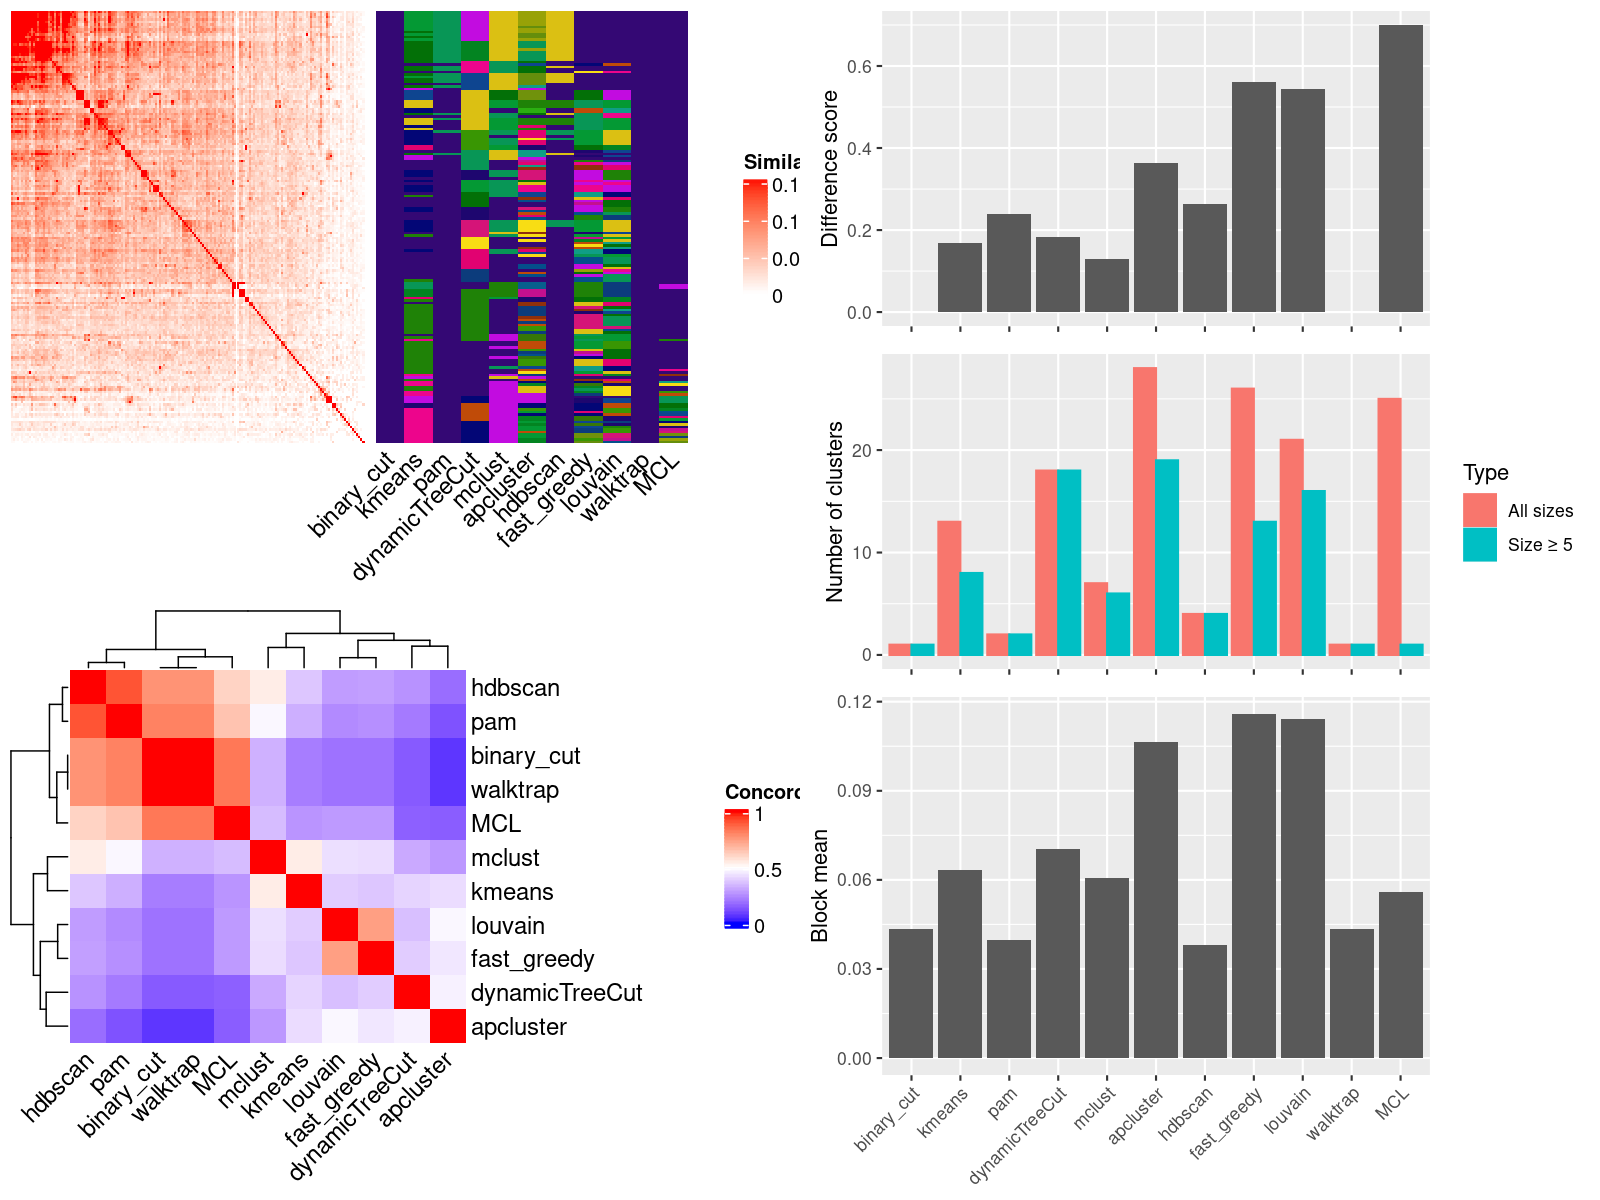 Simila
0.1
0.1
0.0
0
binary_cut
kmeans
pam
dynamicTreeCut
mclust
apcluster
hdbscan
fast_greedy
louvain
walktrap
MCL
hdbscan
pam
binary_cut
walktrap
MCL
mclust
kmeans
louvain
fast_greedy
dynamicTreeCut
apcluster
hdbscan
pam
binary_cut
walktrap
MCL
mclust
kmeans
louvain
fast_greedy
dynamicTreeCut
apcluster
Concord
1
0.5
0
Difference score
0.6
0.4
0.2
0.0
Number of clusters
20
10
0
Type
All sizes
Size ≥ 5
Block mean
0.12
0.09
0.06
0.03
0.00
binary_cut
kmeans
pam
dynamicTreeCut
mclust
apcluster
hdbscan
fast_greedy
louvain
walktrap
MCL